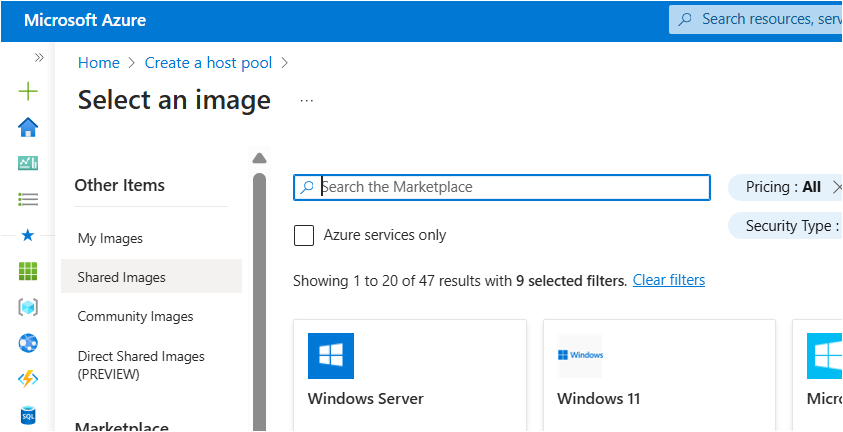 Microsoft Azure
Search resources, serv
Home > Create a host pool >
Select an image ...
Other Items
My Images
Shared Images
Community Images
Direct Shared Images
(PREVIEW)
Marketplace
Search the Marketplace
Pricing : All
Azure services only
Security Type :
Showing 1 to 20 of 47 results with 9 selected filters. Clear filters
Windows
Windows Server
Windows 11
Micro
SQL